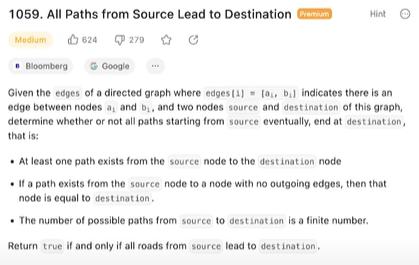 1059. All Paths from Source Lead to Destination Premium Hint
Medium 624 279
Bloomberg Google ...
Given the edges of a directed graph where edges[i] = [ai, bi] indicates there is an
edge between nodes ai and bi, and two nodes source and destination of this graph,
determine whether or not all paths starting from source eventually, end at destination,
that is:
• At least one path exists from the source node to the destination node
• If a path exists from the source node to a node with no outgoing edges, then that
node is equal to destination.
• The number of possible paths from source to destination is a finite number.
Return true if and only if all roads from source lead to destination.